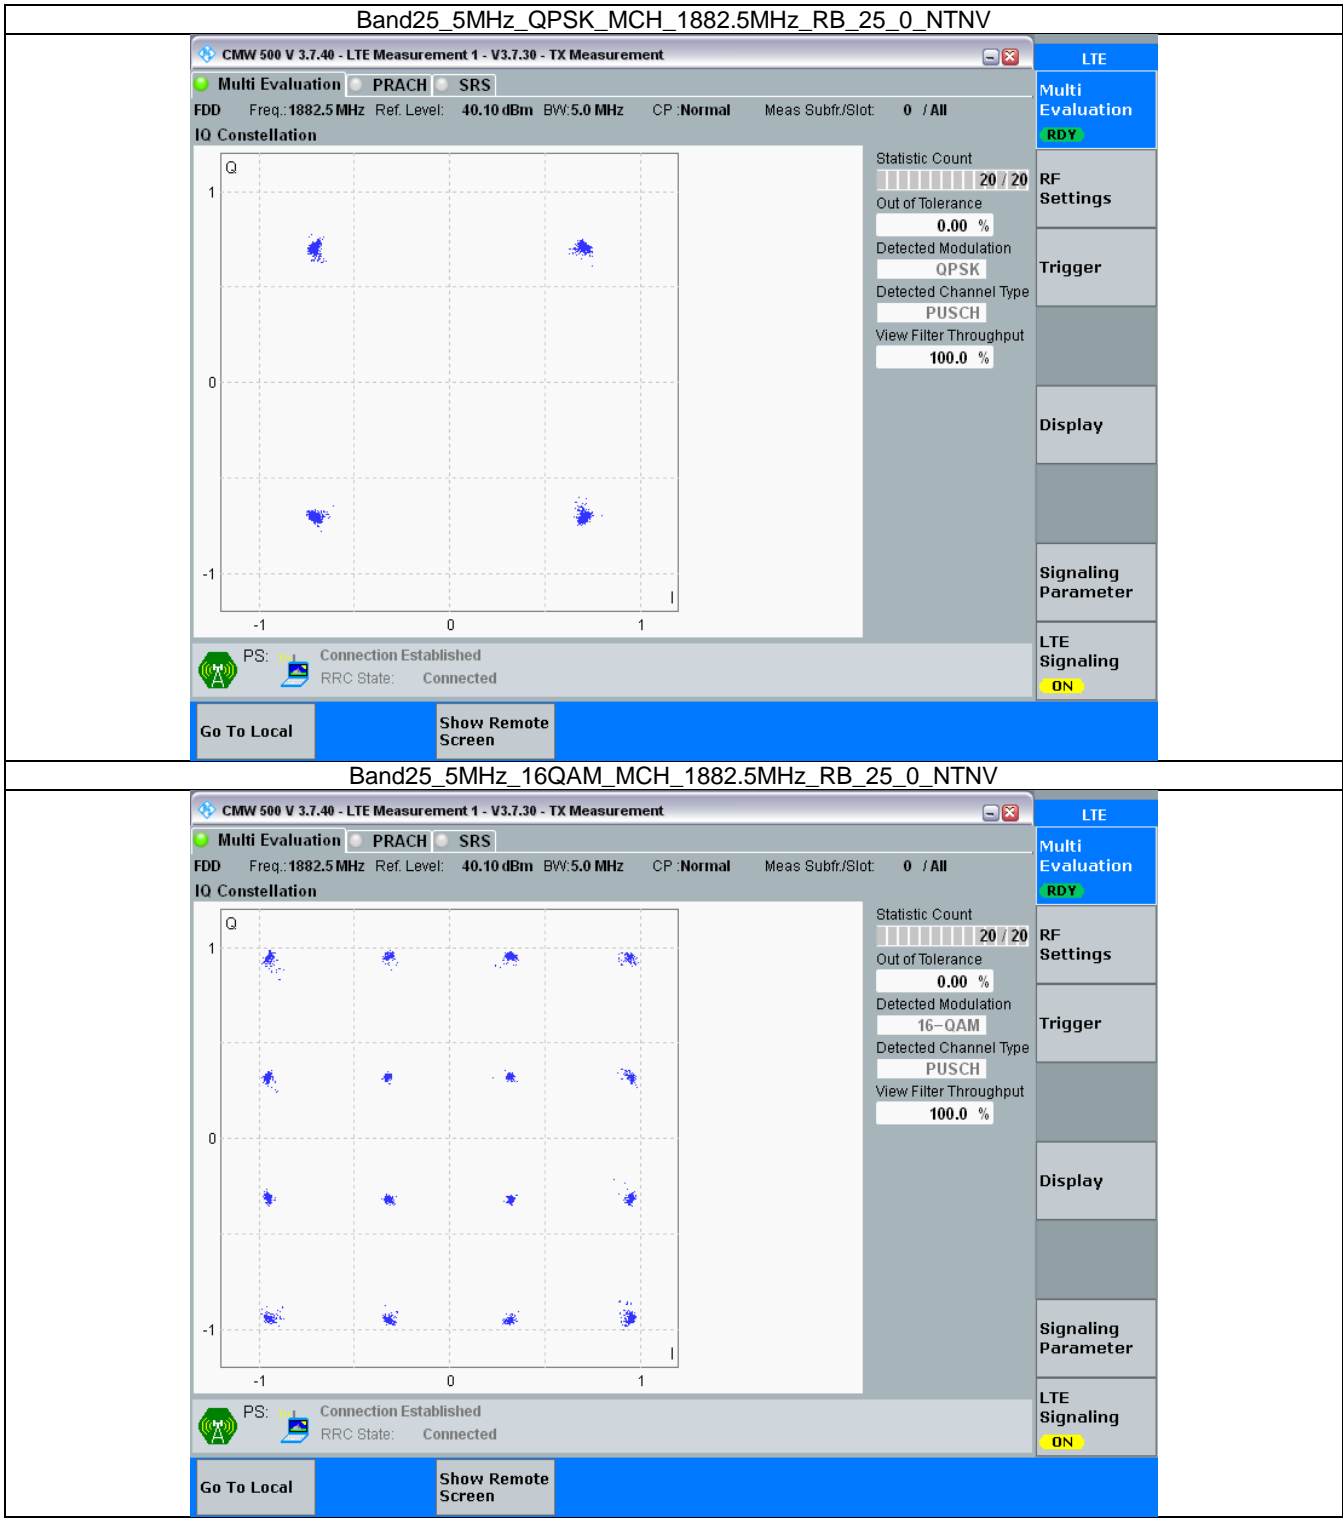 Band25_5MHz_QPSK_MCH_1882.5MHz_RB_25_0_NTNV
CMW 500 V 3.7.40 - LTE Measurement 1 - V3.7.30 - TX Measurement
LTE
Multi Evaluation PRACH SRS
Multi
Evaluation
RDY
FDD Freq.: 1882.5 MHz Ref. Level: 40.10 dBm BW: 5.0 MHz CP : Normal Meas Subfr./Slot: 0 / All
IQ Constellation
Q
1
0
-1
I
-1 0 1
Statistic Count
20 / 20
Out of Tolerance
0.00 %
Detected Modulation
QPSK
Detected Channel Type
PUSCH
View Filter Throughput
100.0 %
RF
Settings
Trigger
Display
Signaling
Parameter
LTE
Signaling
ON
PS: Connection Established
RRC State: Connected
Go To Local
Show Remote
Screen
Band25_5MHz_16QAM_MCH_1882.5MHz_RB_25_0_NTNV
CMW 500 V 3.7.40 - LTE Measurement 1 - V3.7.30 - TX Measurement
LTE
Multi Evaluation PRACH SRS
Multi
Evaluation
RDY
FDD Freq.: 1882.5 MHz Ref. Level: 40.10 dBm BW: 5.0 MHz CP : Normal Meas Subfr./Slot: 0 / All
IQ Constellation
Q
1
0
-1
I
-1 0 1
Statistic Count
20 / 20
Out of Tolerance
0.00 %
Detected Modulation
16-QAM
Detected Channel Type
PUSCH
View Filter Throughput
100.0 %
RF
Settings
Trigger
Display
Signaling
Parameter
LTE
Signaling
ON
PS: Connection Established
RRC State: Connected
Go To Local
Show Remote
Screen